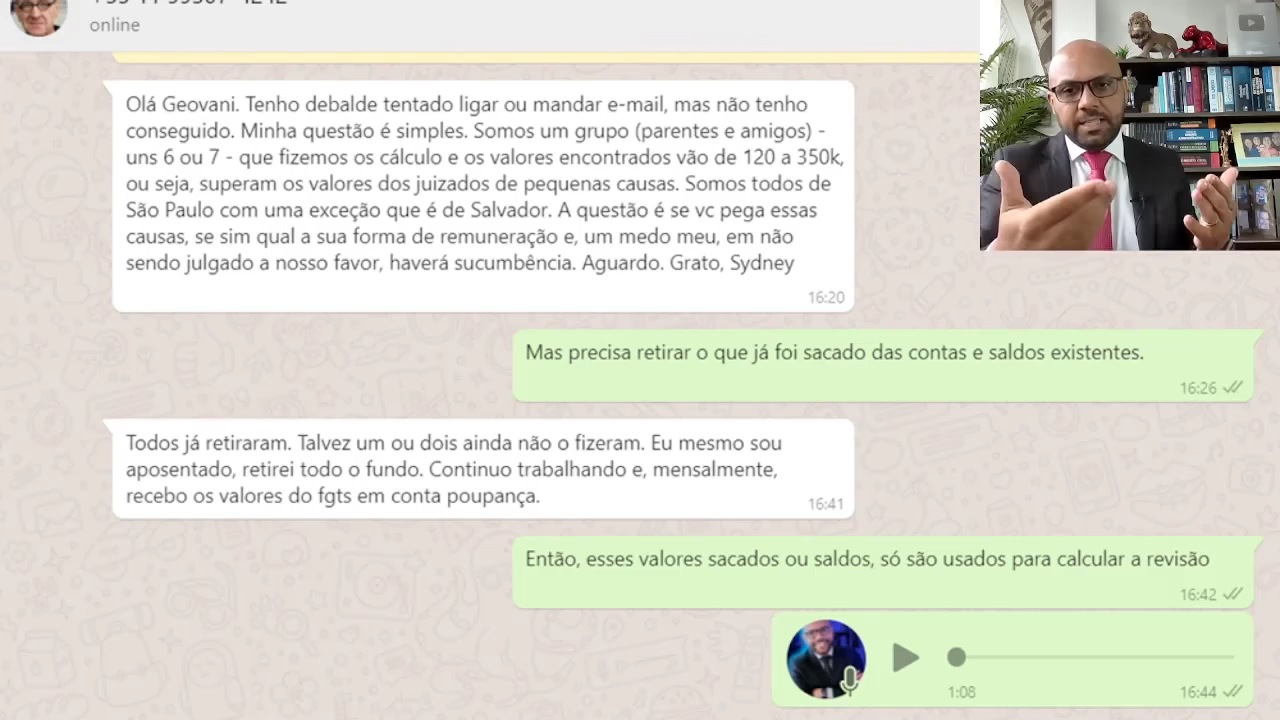 online
Olá Geovani. Tenho debalde tentado ligar ou mandar e-mail, mas não tenho
conseguido. Minha questão é simples. Somos um grupo (parentes e amigos) -
uns 6 ou 7 - que fizemos os cálculo e os valores encontrados vão de 120 a 350k,
ou seja, superam os valores dos juizados de pequenas causas. Somos todos de
São Paulo com uma exceção que é de Salvador. A questão é se vc pega essas
causas, se sim qual a sua forma de remuneração e, um medo meu, em não
sendo julgado a nosso favor, haverá sucumbência. Aguardo. Grato, Sydney
16:20
Mas precisa retirar o que já foi sacado das contas e saldos existentes.
16:26
Todos já retiraram. Talvez um ou dois ainda não o fizeram. Eu mesmo sou
aposentado, retirei todo o fundo. Continuo trabalhando e, mensalmente,
recebo os valores do fgts em conta poupança.
16:41
Então, esses valores sacados ou saldos, só são usados para calcular a revisão
16:42
1:08
16:44